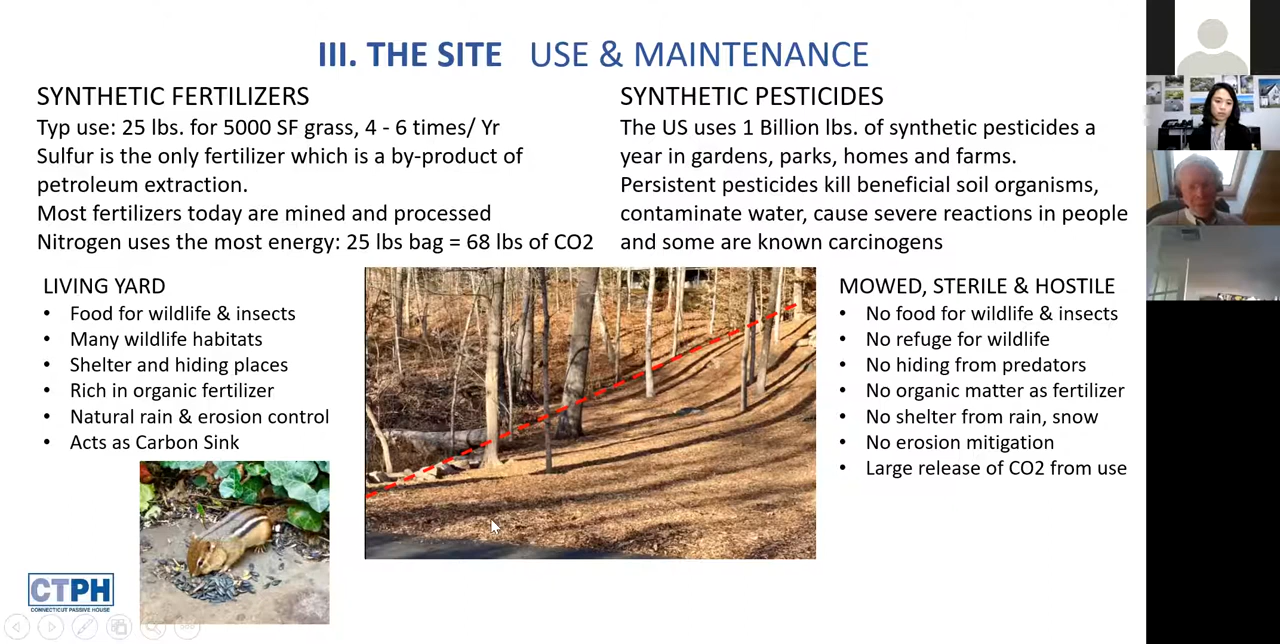 III. THE SITE USE & MAINTENANCE
SYNTHETIC FERTILIZERS
Typ use: 25 lbs. for 5000 SF grass, 4 - 6 times/ Yr
Sulfur is the only fertilizer which is a by-product of
petroleum extraction.
Most fertilizers today are mined and processed
Nitrogen uses the most energy: 25 lbs bag = 68 lbs of CO2
SYNTHETIC PESTICIDES
The US uses 1 Billion lbs. of synthetic pesticides a
year in gardens, parks, homes and farms.
Persistent pesticides kill beneficial soil organisms,
contaminate water, cause severe reactions in people
and some are known carcinogens
LIVING YARD
• Food for wildlife & insects
• Many wildlife habitats
• Shelter and hiding places
• Rich in organic fertilizer
• Natural rain & erosion control
• Acts as Carbon Sink
MOWED, STERILE & HOSTILE
• No food for wildlife & insects
• No refuge for wildlife
• No hiding from predators
• No organic matter as fertilizer
• No shelter from rain, snow
• No erosion mitigation
• Large release of CO2 from use
CTPH
CONNECTICUT PASSIVE HOUSE